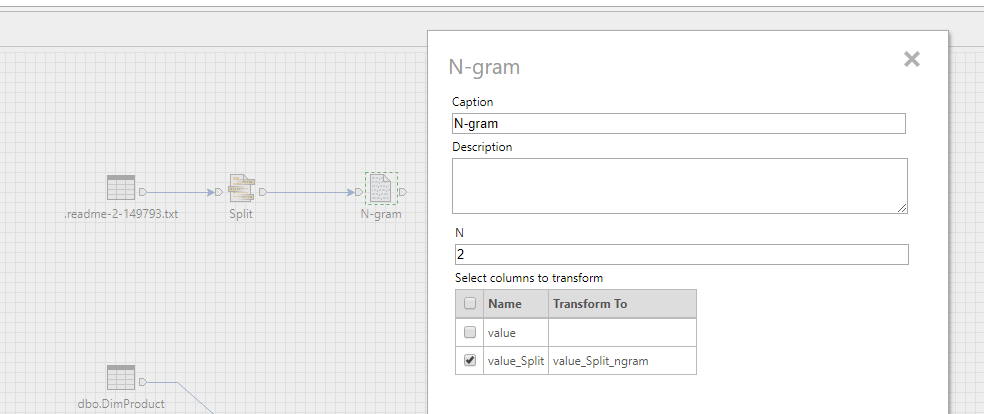 N-gram
Caption
N-gram
Description
.readme-2-149793.txt
Split
N-gram
N
2
Select columns to transform
Name Transform To
value
value_Split value_Split_ngram
dbo.DimProduct